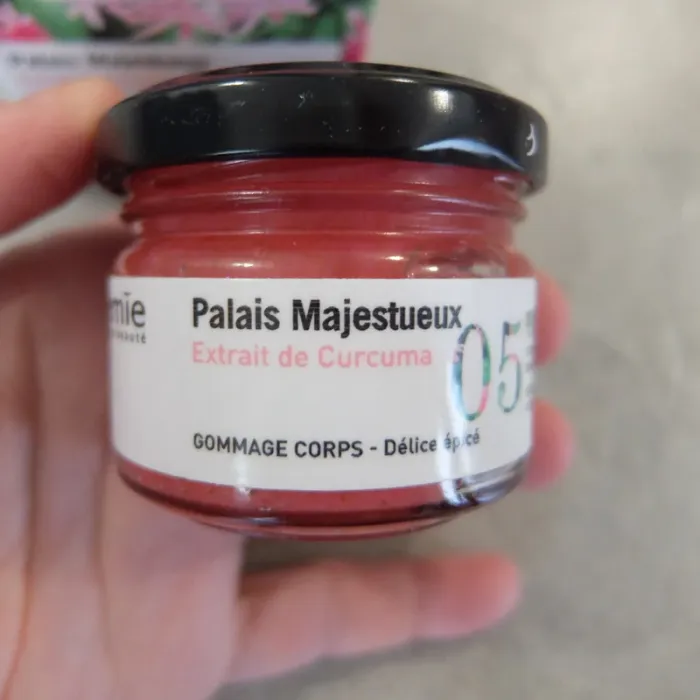 Palais Majestueux
Extrait de Curcuma
05
GOMMAGE CORPS - Délice épicé